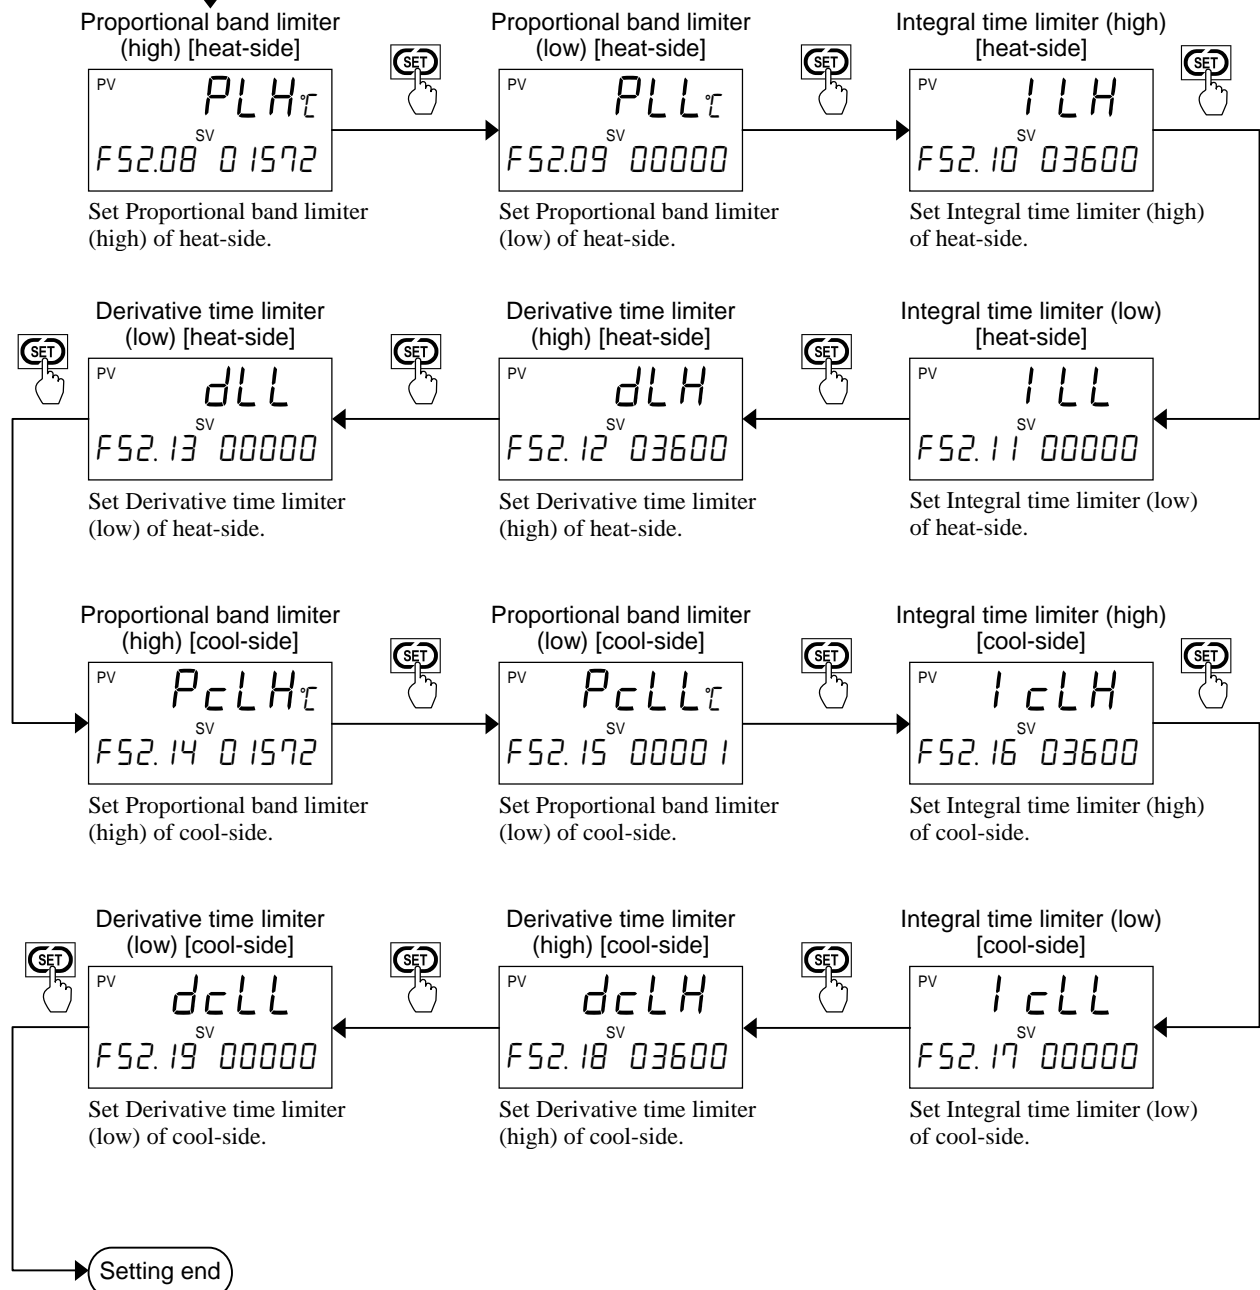 Proportional band limiter
(high) [heat-side]
SET
PV
PLH℃
SV
F52.08 01572
Set Proportional band limiter
(high) of heat-side.
Proportional band limiter
(low) [heat-side]
SET
PV
PLL℃
SV
F52.09 00000
Set Proportional band limiter
(low) of heat-side.
Integral time limiter (high)
[heat-side]
SET
PV
ILH
SV
F52.10 03600
Set Integral time limiter (high)
of heat-side.
Integral time limiter (low)
[heat-side]
SET
PV
ILL
SV
F52.11 00000
Set Integral time limiter (low)
of heat-side.
Derivative time limiter
(high) [heat-side]
SET
PV
dLH
SV
F52.12 03600
Set Derivative time limiter
(high) of heat-side.
Derivative time limiter
(low) [heat-side]
SET
PV
dLL
SV
F52.13 00000
Set Derivative time limiter
(low) of heat-side.
Proportional band limiter
(high) [cool-side]
SET
PV
PcLH℃
SV
F52.14 01572
Set Proportional band limiter
(high) of cool-side.
Proportional band limiter
(low) [cool-side]
SET
PV
PcLL℃
SV
F52.15 00001
Set Proportional band limiter
(low) of cool-side.
Integral time limiter (high)
[cool-side]
SET
PV
IcLH
SV
F52.16 03600
Set Integral time limiter (high)
of cool-side.
Integral time limiter (low)
[cool-side]
SET
PV
IcLL
SV
F52.17 00000
Set Integral time limiter (low)
of cool-side.
Derivative time limiter
(high) [cool-side]
SET
PV
dcLH
SV
F52.18 03600
Set Derivative time limiter
(high) of cool-side.
Derivative time limiter
(low) [cool-side]
SET
PV
dcLL
SV
F52.19 00000
Set Derivative time limiter
(low) of cool-side.
Setting end